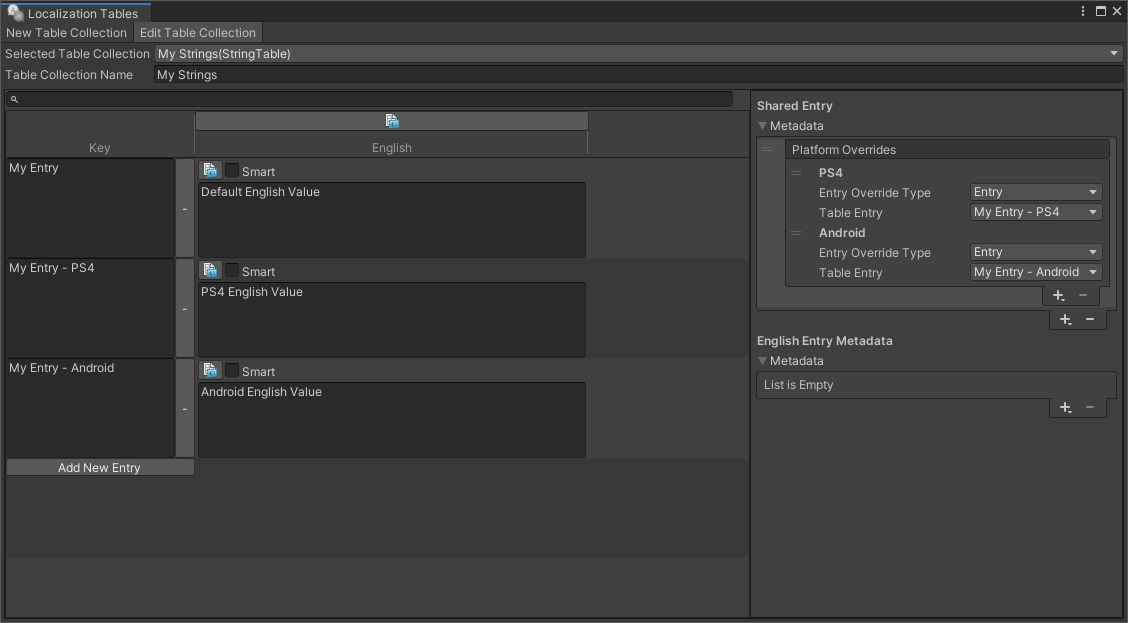 Localization Tables
New Table Collection
Edit Table Collection
Selected Table Collection
My Strings(StringTable)
Table Collection Name
My Strings
Key
English
My Entry
-
Smart
Default English Value
My Entry - PS4
-
Smart
PS4 English Value
My Entry - Android
-
Smart
Android English Value
Add New Entry
Shared Entry
Metadata
Platform Overrides
PS4
Entry Override Type
Entry
Table Entry
My Entry - PS4
Android
Entry Override Type
Entry
Table Entry
My Entry - Android
English Entry Metadata
Metadata
List is Empty